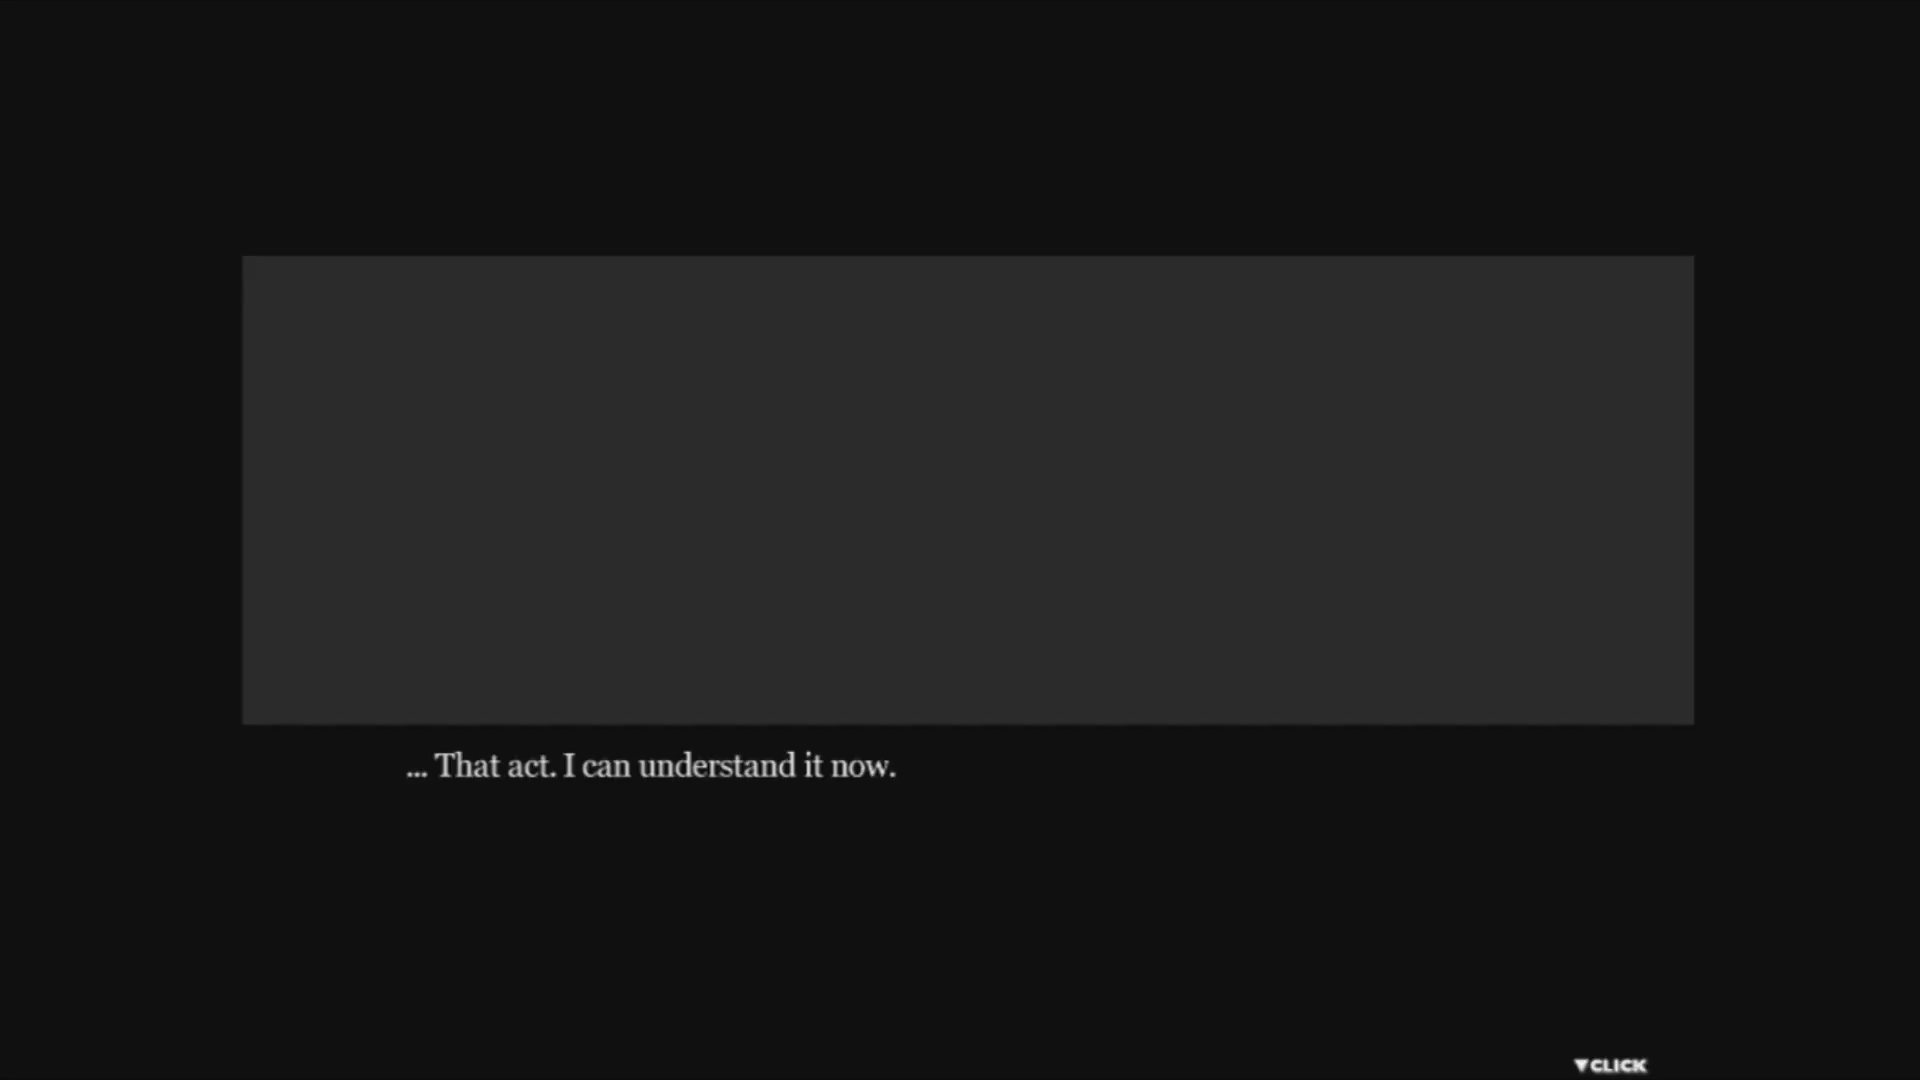 ... That act. I can understand it now.
▼CLICK